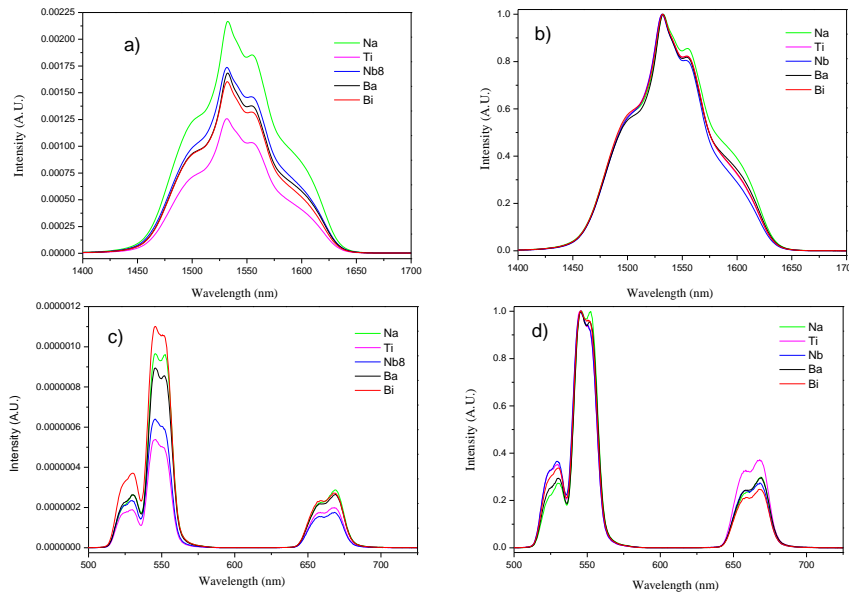 a)
Intensity (A.U.)
0.00225
0.00200
0.00175
0.00150
0.00125
0.00100
0.00075
0.00050
0.00025
0.00000
1400 1450 1500 1550 1600 1650 1700
Wavelength (nm)
Na
Ti
Nb8
Ba
Bi
b)
Intensity (A.U.)
1.0
0.8
0.6
0.4
0.2
0.0
1400 1450 1500 1550 1600 1650 1700
Wavelength (nm)
Na
Ti
Nb
Ba
Bi
c)
Intensity (A.U.)
0.0000012
0.0000010
0.0000008
0.0000006
0.0000004
0.0000002
0.0000000
500 550 600 650 700
Wavelength (nm)
Na
Ti
Nb8
Ba
Bi
d)
Intensity (A.U.)
1.0
0.8
0.6
0.4
0.2
0.0
500 550 600 650 700
Wavelength (nm)
Na
Ti
Nb
Ba
Bi